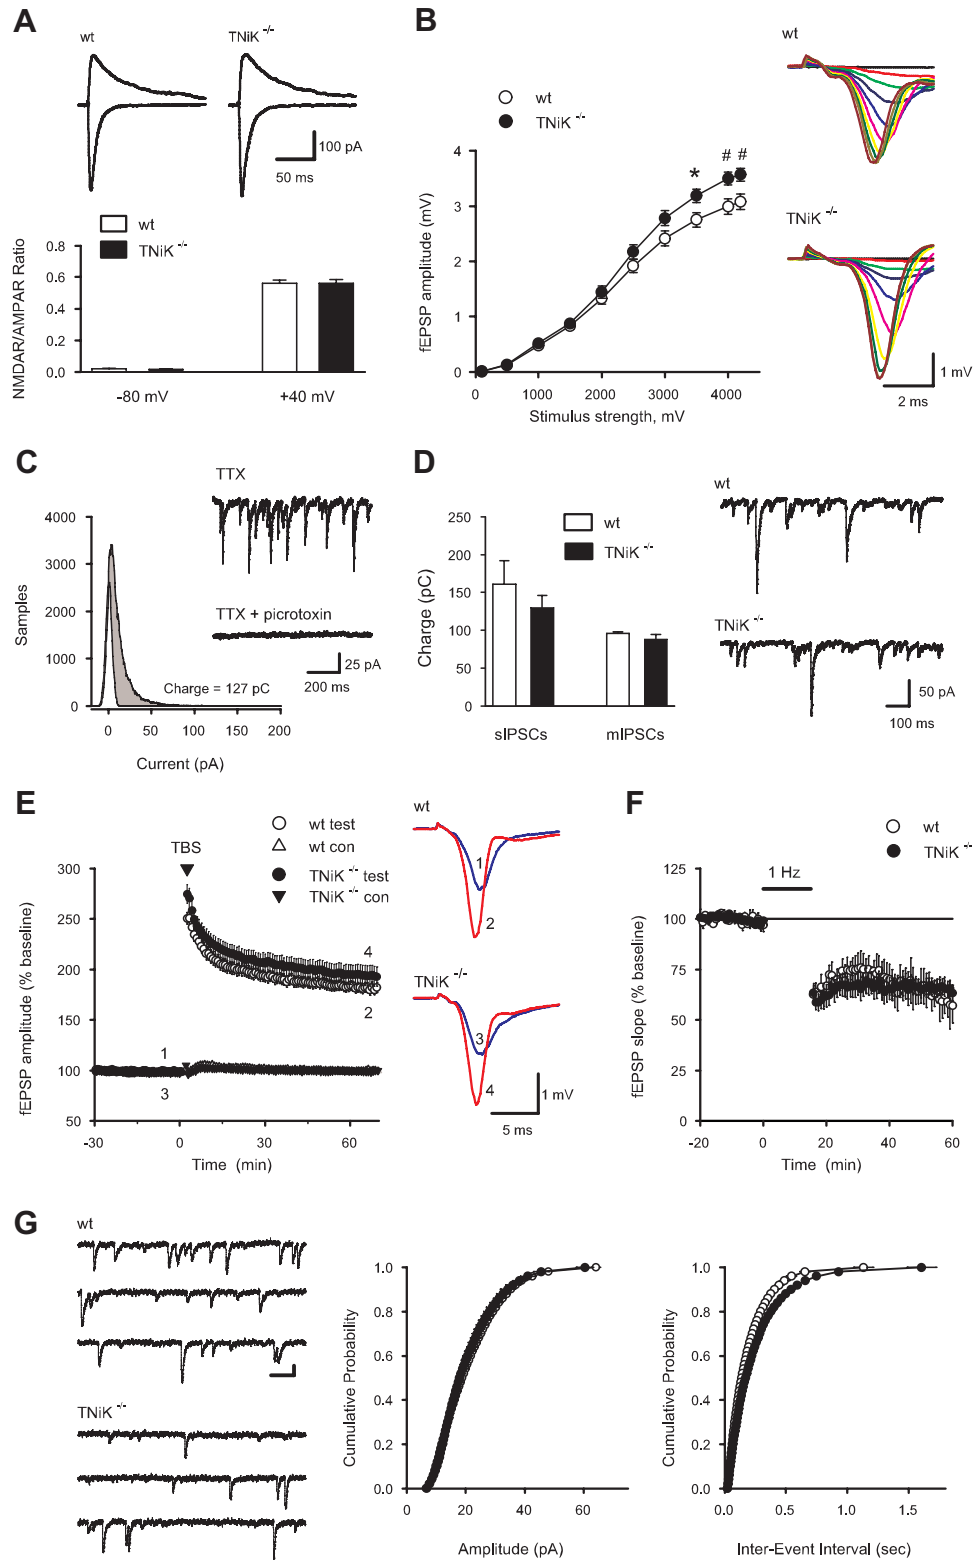 A
wt
TNiK -/-
100 pA
50 ms
wt
TNiK -/-
NMDAR/AMPAR Ratio
0.8
0.6
0.4
0.2
0.0
-80 mV
+40 mV
B
wt
TNiK -/-
fEPSP amplitude (mV)
4
3
2
1
0
* # #
0 1000 2000 3000 4000
Stimulus strength, mV
wt
TNiK -/-
1 mV
2 ms
C
TTX
TTX + picrotoxin
25 pA
200 ms
Samples
4000
3000
2000
1000
0
Charge = 127 pC
0 50 100 150 200
Current (pA)
D
wt
TNiK -/-
Charge (pC)
250
200
150
100
50
0
sIPSCs
mIPSCs
wt
TNiK -/-
50 pA
100 ms
E
wt test
wt con
TNiK -/- test
TNiK -/- con
TBS
fEPSP amplitude (% baseline)
300
250
200
150
100
50
4
2
1
3
-30 0 30 60
Time (min)
wt
1
2
TNiK -/-
3
4
1 mV
5 ms
F
wt
TNiK -/-
1 Hz
fEPSP slope (% baseline)
125
100
75
50
25
0
-20 0 20 40 60
Time (min)
G
wt
TNiK -/-
Cumulative Probability
1.0
0.8
0.6
0.4
0.2
0.0
0 20 40 60
Amplitude (pA)
Cumulative Probability
1.0
0.8
0.6
0.4
0.2
0.0
0.0 0.5 1.0 1.5
Inter-Event Interval (sec)